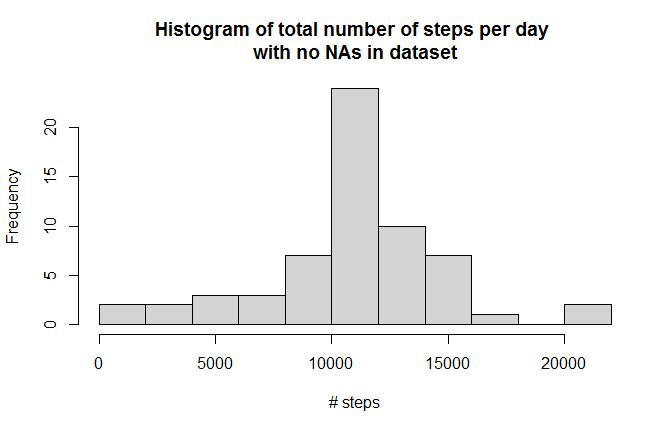 Histogram of total number of steps per day
with no NAs in dataset
Frequency
20
15
10
5
0
0 5000 10000 15000 20000
# steps